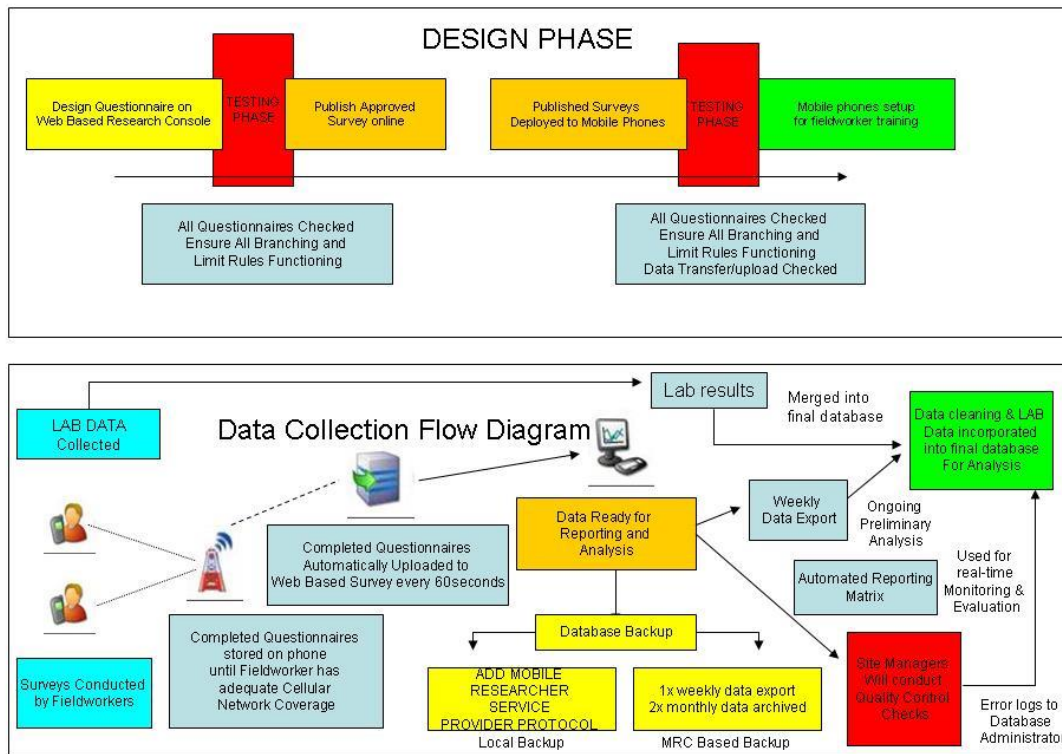 DESIGN PHASE
Design Questionnaire on
Web Based Research Console
TESTING
PHASE
Publish Approved
Survey online
Published Surveys
Deployed to Mobile Phones
TESTING
PHASE
Mobile phones setup
for fieldworker training
All Questionnaires Checked
Ensure All Branching and
Limit Rules Functioning
All Questionnaires Checked
Ensure All Branching and
Limit Rules Functioning
Data Transfer/upload Checked
LAB DATA
Collected
Data Collection Flow Diagram
Lab results
Merged into
final database
Data cleaning & LAB
Data incorporated
into final database
For Analysis
Completed Questionnaires
Automatically Uploaded to
Web Based Survey every 60seconds
Data Ready for
Reporting and
Analysis
Weekly
Data Export
Ongoing
Preliminary
Analysis
Automated Reporting
Matrix
Used for
real-time
Monitoring &
Evaluation
Surveys Conducted
by Fieldworkers
Completed Questionnaires
stored on phone
until Fieldworker has
adequate Cellular
Network Coverage
Database Backup
ADD MOBILE
RESEARCHER
SERVICE
PROVIDER PROTOCOL
Local Backup
1x weekly data export
2x monthly data archived
MRC Based Backup
Site Managers
Will conduct
Quality Control
Checks
Error logs to
Database
Administrato